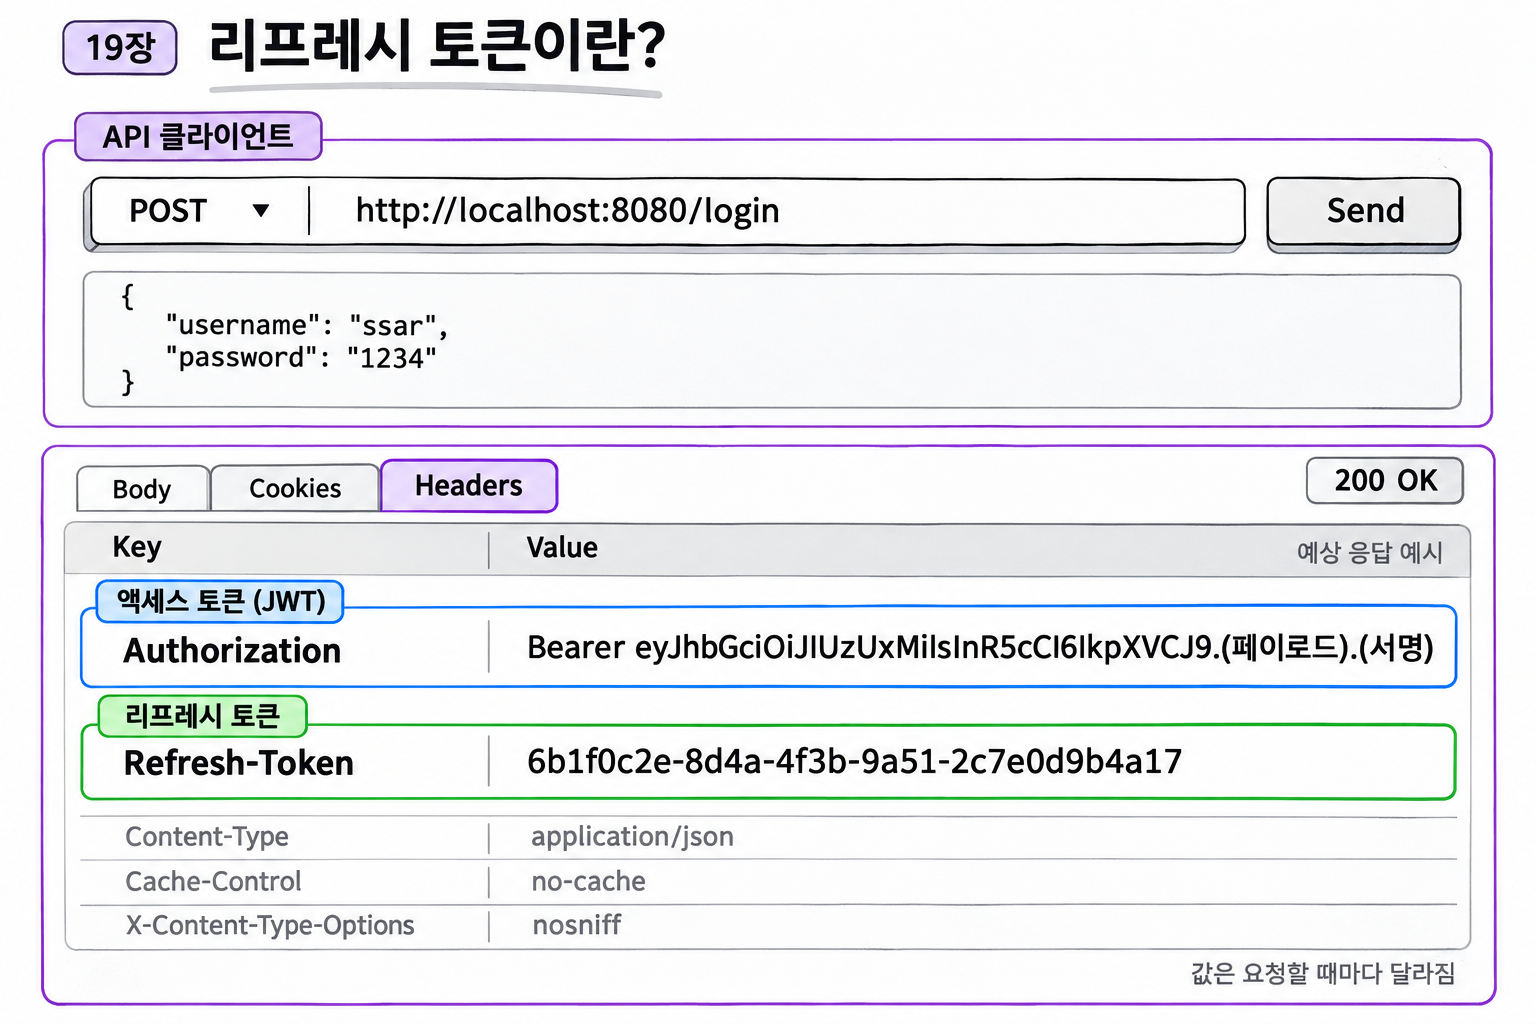 19장 리프레시 토큰이란?
API 클라이언트
POST ▼ http://localhost:8080/login Send
{
"username": "ssar",
"password": "1234"
}
Body Cookies Headers 200 OK
Key Value 예상 응답 예시
액세스 토큰 (JWT)
Authorization Bearer eyJhbGciOiJIUzUxMiIsInR5cCI6IkpXVCJ9.(페이로드).(서명)
리프레시 토큰
Refresh-Token 6b1f0c2e-8d4a-4f3b-9a51-2c7e0d9b4a17
Content-Type application/json
Cache-Control no-cache
X-Content-Type-Options nosniff
값은 요청할 때마다 달라짐